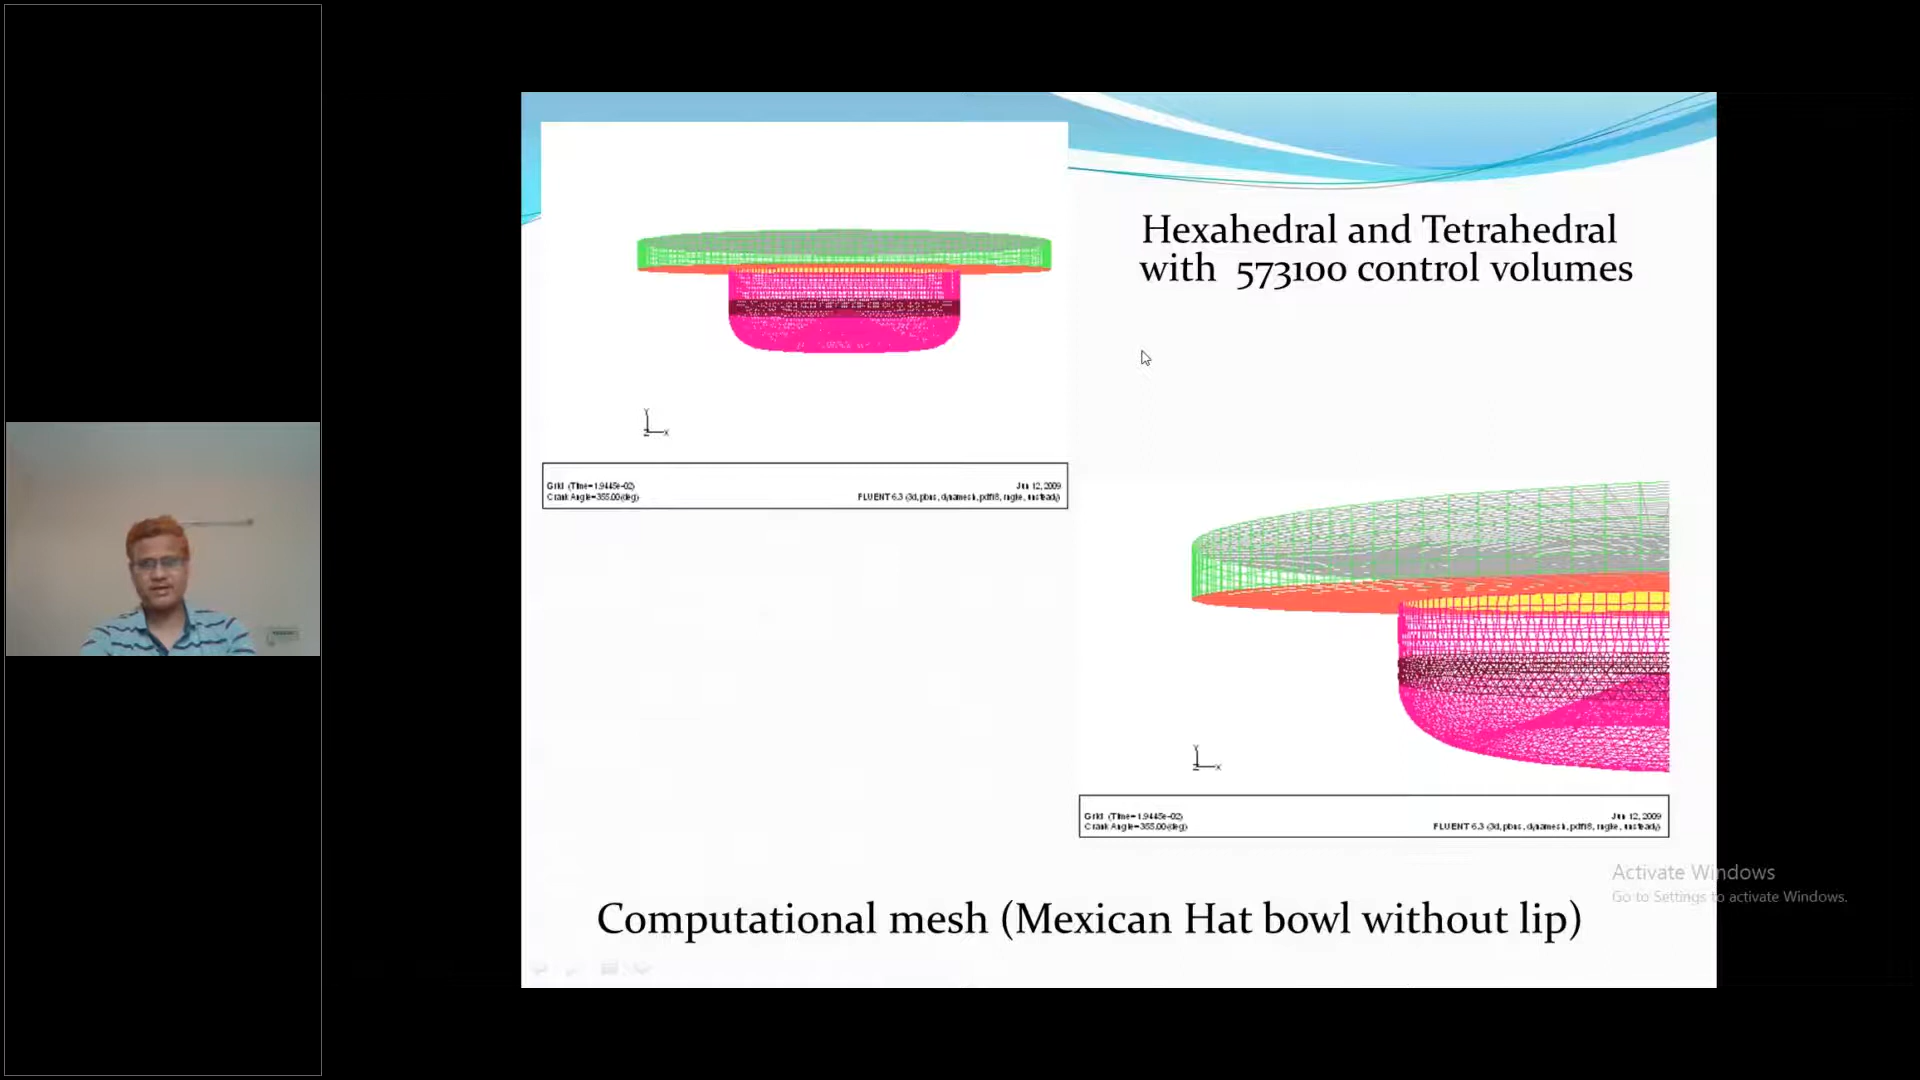 Hexahedral and Tetrahedral
with 573100 control volumes
Y
Z X
Grid (Time=1.9445e-02)
Crank Angle=355.00(deg)
Jun 12, 2009
FLUENT 6.3 (3d, pbns, dynamesh, pdf18, rngke, unsteady)
Y
Z X
Grid (Time=1.9445e-02)
Crank Angle=355.00(deg)
Jun 12, 2009
FLUENT 6.3 (3d, pbns, dynamesh, pdf18, rngke, unsteady)
Activate Windows
Go to Settings to activate Windows.
Computational mesh (Mexican Hat bowl without lip)